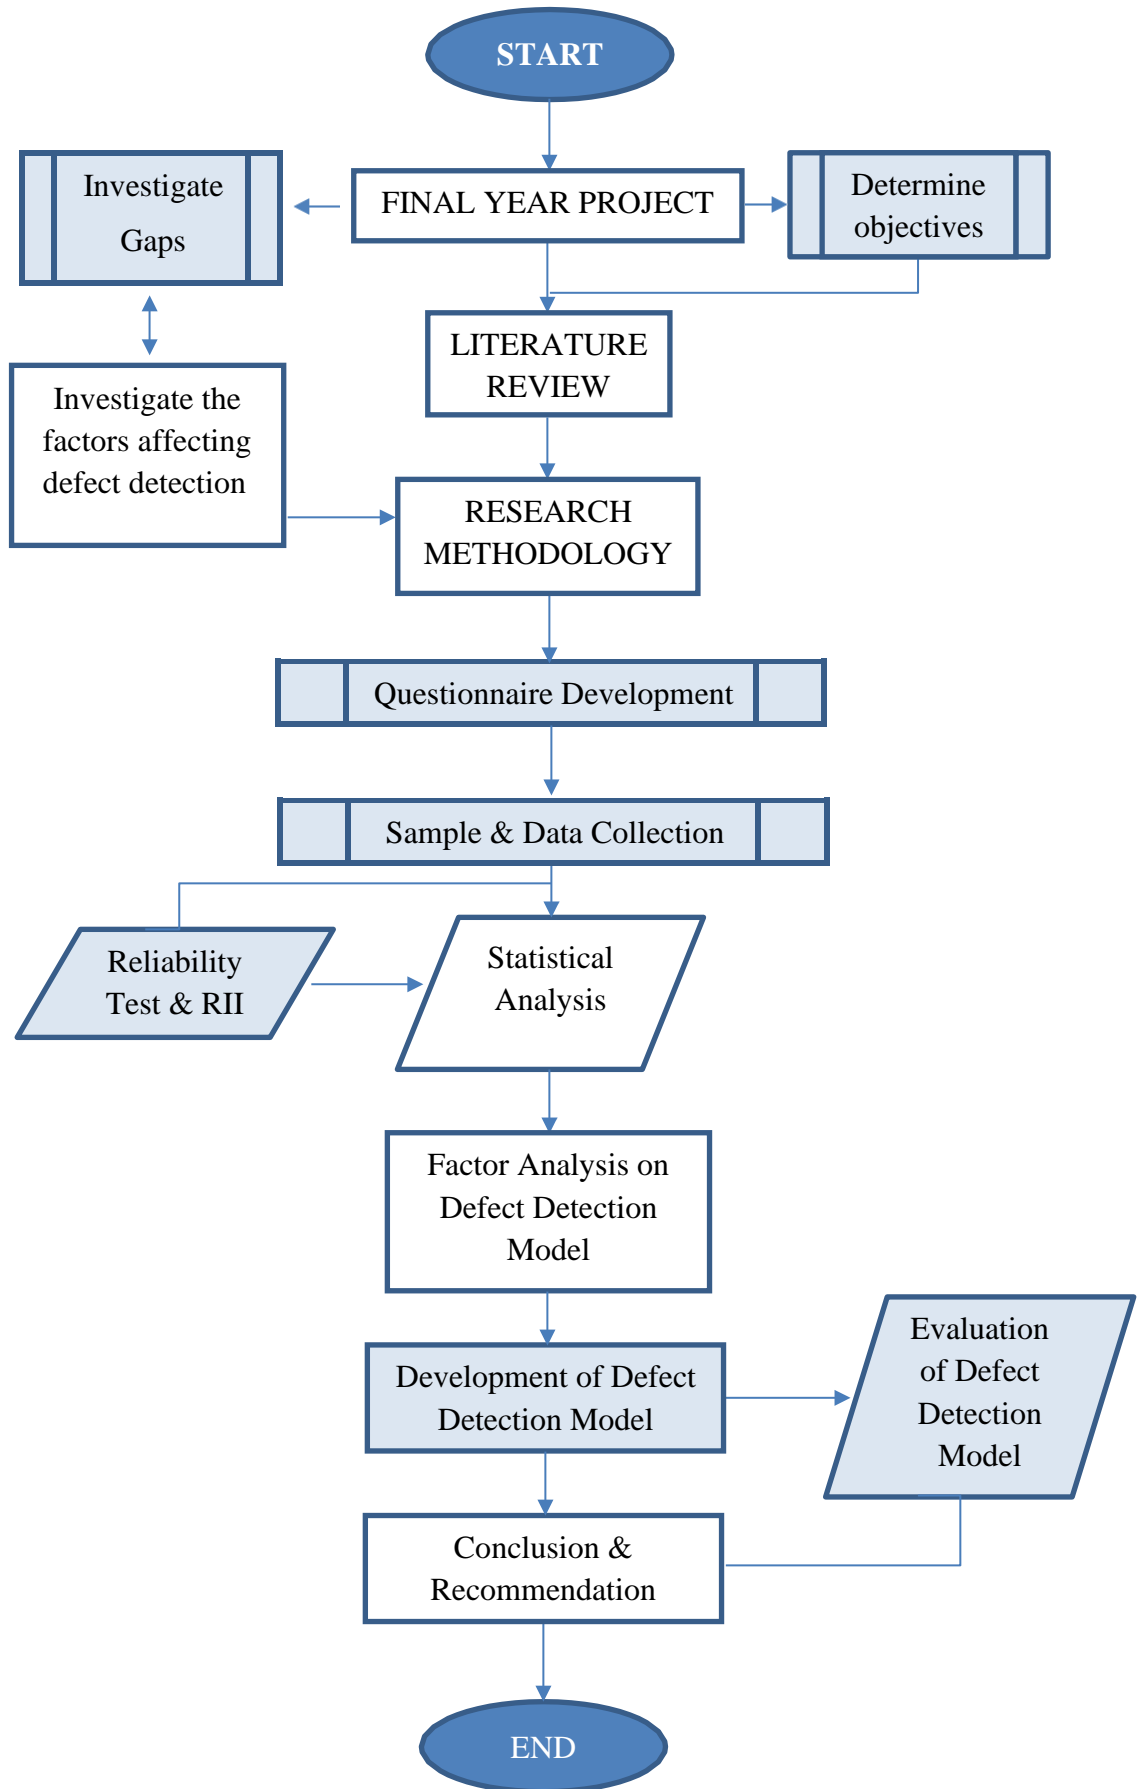 START
Investigate
Gaps
FINAL YEAR PROJECT
Determine
objectives
LITERATURE
REVIEW
Investigate the
factors affecting
defect detection
RESEARCH
METHODOLOGY
Questionnaire Development
Sample & Data Collection
Reliability
Test & RII
Statistical
Analysis
Factor Analysis on
Defect Detection
Model
Development of Defect
Detection Model
Evaluation
of Defect
Detection
Model
Conclusion &
Recommendation
END